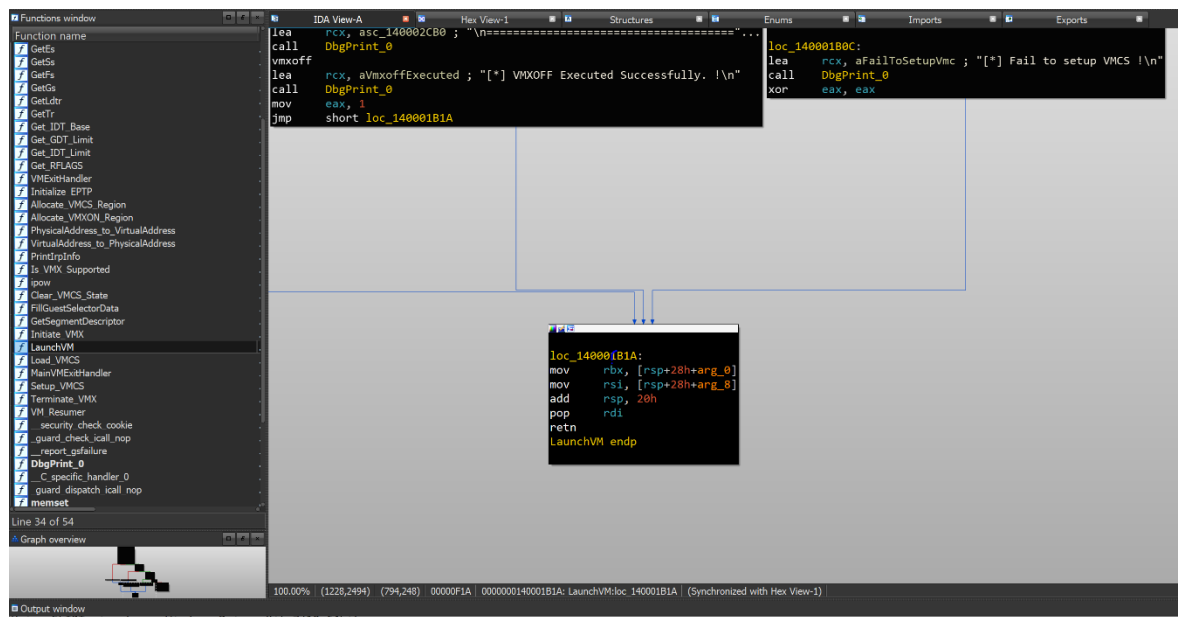 Functions window
IDA View-A
Hex View-1
Structures
Enums
Imports
Exports
Function name
GetEs
GetSs
GetFs
GetGs
GetLdtr
GetTr
Get_IDT_Base
Get_GDT_Limit
Get_IDT_Limit
Get_RFLAGS
VMExitHandler
Initialize_EPTP
Allocate_VMCS_Region
Allocate_VMXON_Region
PhysicalAddress_to_VirtualAddress
VirtualAddress_to_PhysicalAddress
PrintIrpInfo
Is_VMX_Supported
ipow
Clear_VMCS_State
FillGuestSelectorData
GetSegmentDescriptor
Initiate_VMX
LaunchVM
Load_VMCS
MainVMExitHandler
Setup_VMCS
Terminate_VMX
VM_Resumer
__security_check_cookie
_guard_check_icall_nop
__report_gsfailure
DbgPrint_0
__C_specific_handler_0
_guard_dispatch_icall_nop
memset
Line 34 of 54
Graph overview
lea rcx, asc_140002CB0 ; "\n====================================="...
call DbgPrint_0
vmxoff
lea rcx, aVmxoffExecuted ; "[*] VMXOFF Executed Successfully. !\n"
call DbgPrint_0
mov eax, 1
jmp short loc_140001B1A
loc_140001B0C:
lea rcx, aFailToSetupVmc ; "[*] Fail to setup VMCS !\n"
call DbgPrint_0
xor eax, eax
loc_140001B1A:
mov rbx, [rsp+28h+arg_0]
mov rsi, [rsp+28h+arg_8]
add rsp, 20h
pop rdi
retn
LaunchVM endp
100.00% (1228,2494) (794,248) 00000F1A 0000000140001B1A: LaunchVM:loc_140001B1A (Synchronized with Hex View-1)
Output window